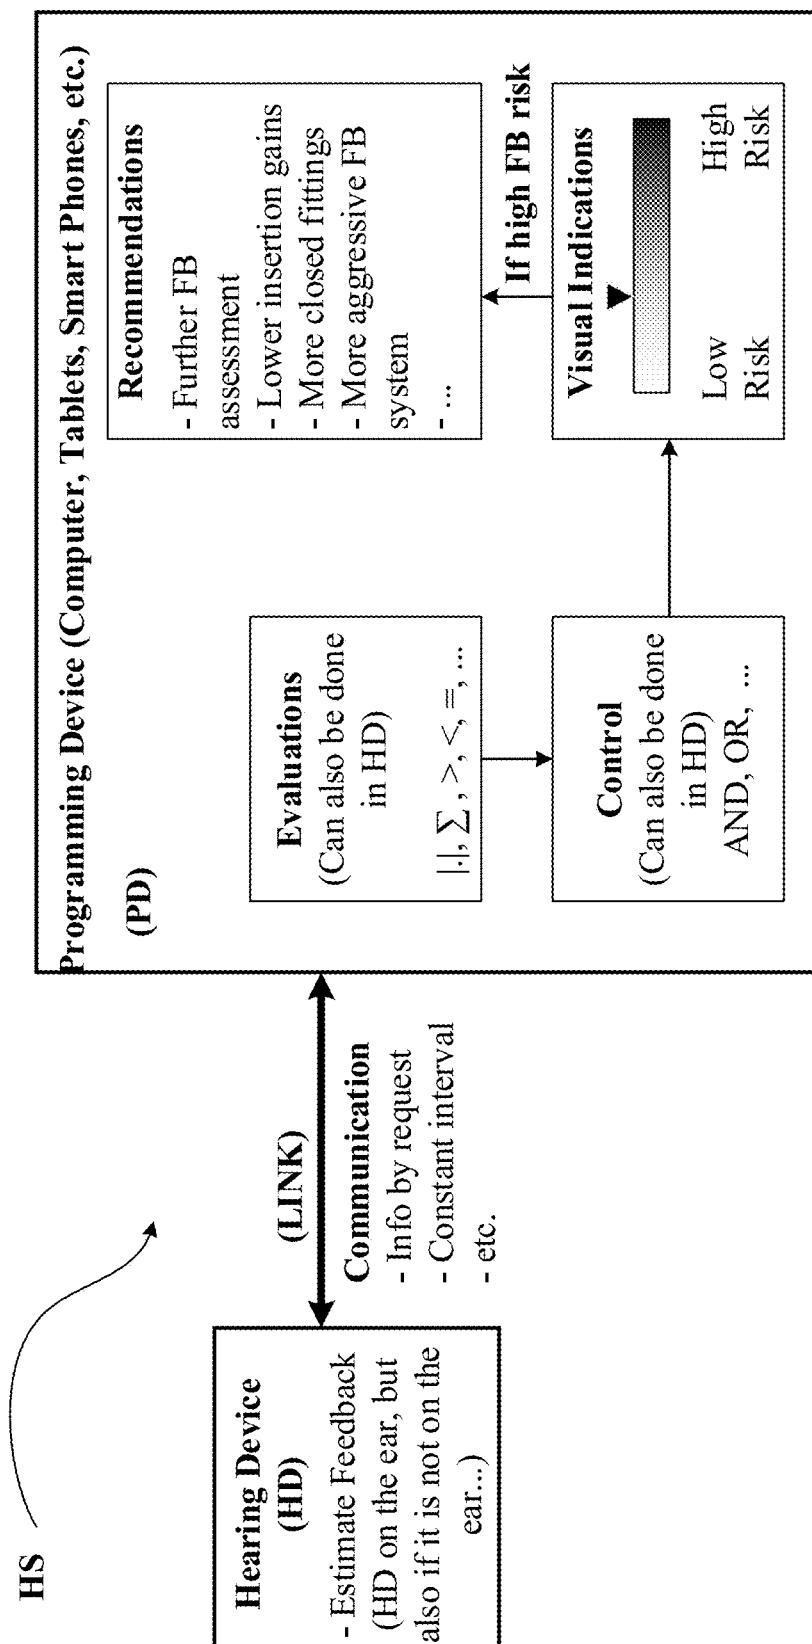 HS
Hearing Device
(HD)
- Estimate Feedback
(HD on the ear, but
also if it is not on the
ear...)
(LINK)
Communication
- Info by request
- Constant interval
- etc.
Programming Device (Computer, Tablets, Smart Phones, etc.)
(PD)
Evaluations
(Can also be done
in HD)
|.|, ∑ , >, <, =, ...
Control
(Can also be done
in HD)
AND, OR, ...
Recommendations
- Further FB
assessment
- Lower insertion gains
- More closed fittings
- More aggressive FB
system
- ...
If high FB risk
Visual Indications
Low High
Risk Risk